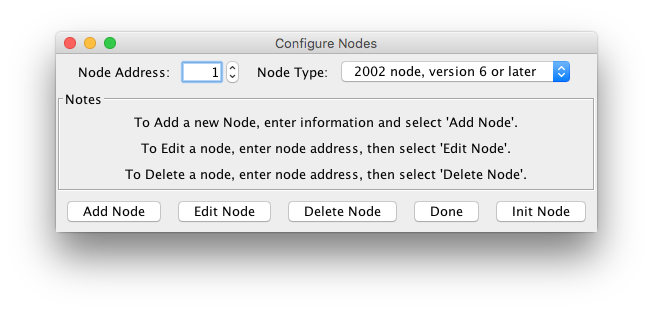 Configure Nodes
Node Address: 1 Node Type: 2002 node, version 6 or later
Notes
To Add a new Node, enter information and select 'Add Node'.
To Edit a node, enter node address, then select 'Edit Node'.
To Delete a node, enter node address, then select 'Delete Node'.
Add Node Edit Node Delete Node Done Init Node